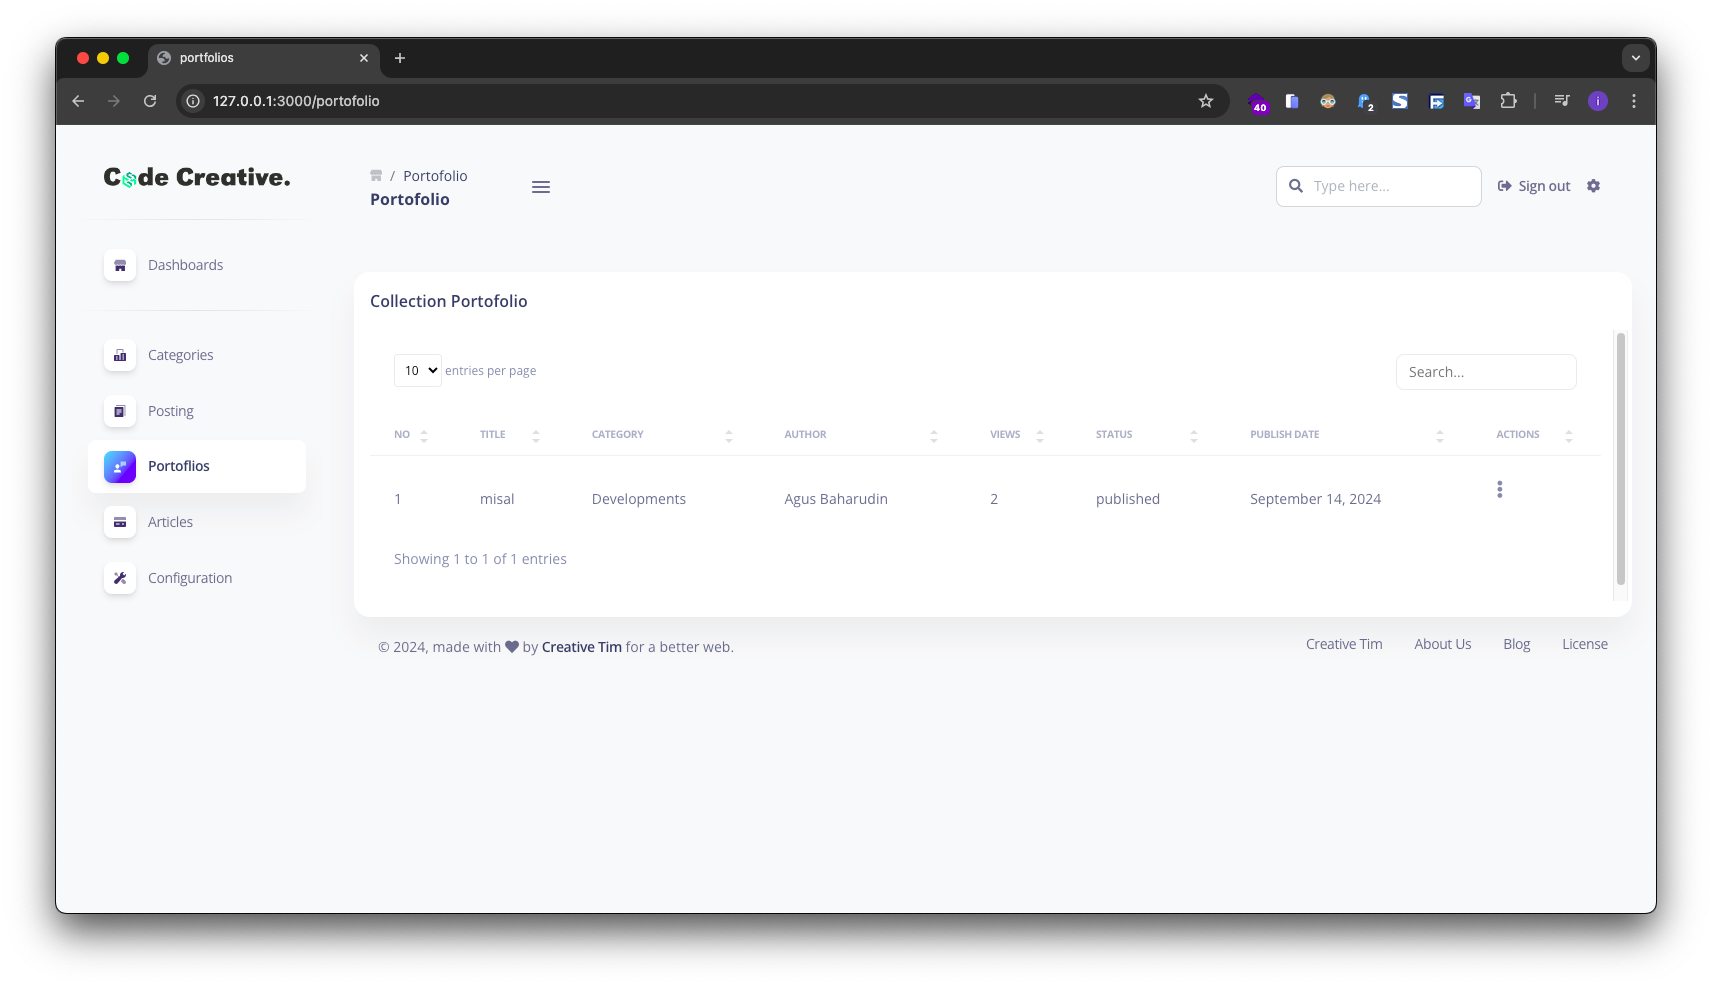 portfolios
127.0.0.1:3000/portofolio
40
2
i
Code Creative.
/ Portofolio
Portofolio
Type here...
Sign out
Dashboards
Categories
Posting
Portoflios
Articles
Configuration
Collection Portofolio
10 entries per page
Search...
NO TITLE CATEGORY AUTHOR VIEWS STATUS PUBLISH DATE ACTIONS
1 misal Developments Agus Baharudin 2 published September 14, 2024
Showing 1 to 1 of 1 entries
© 2024, made with by Creative Tim for a better web.
Creative Tim About Us Blog License